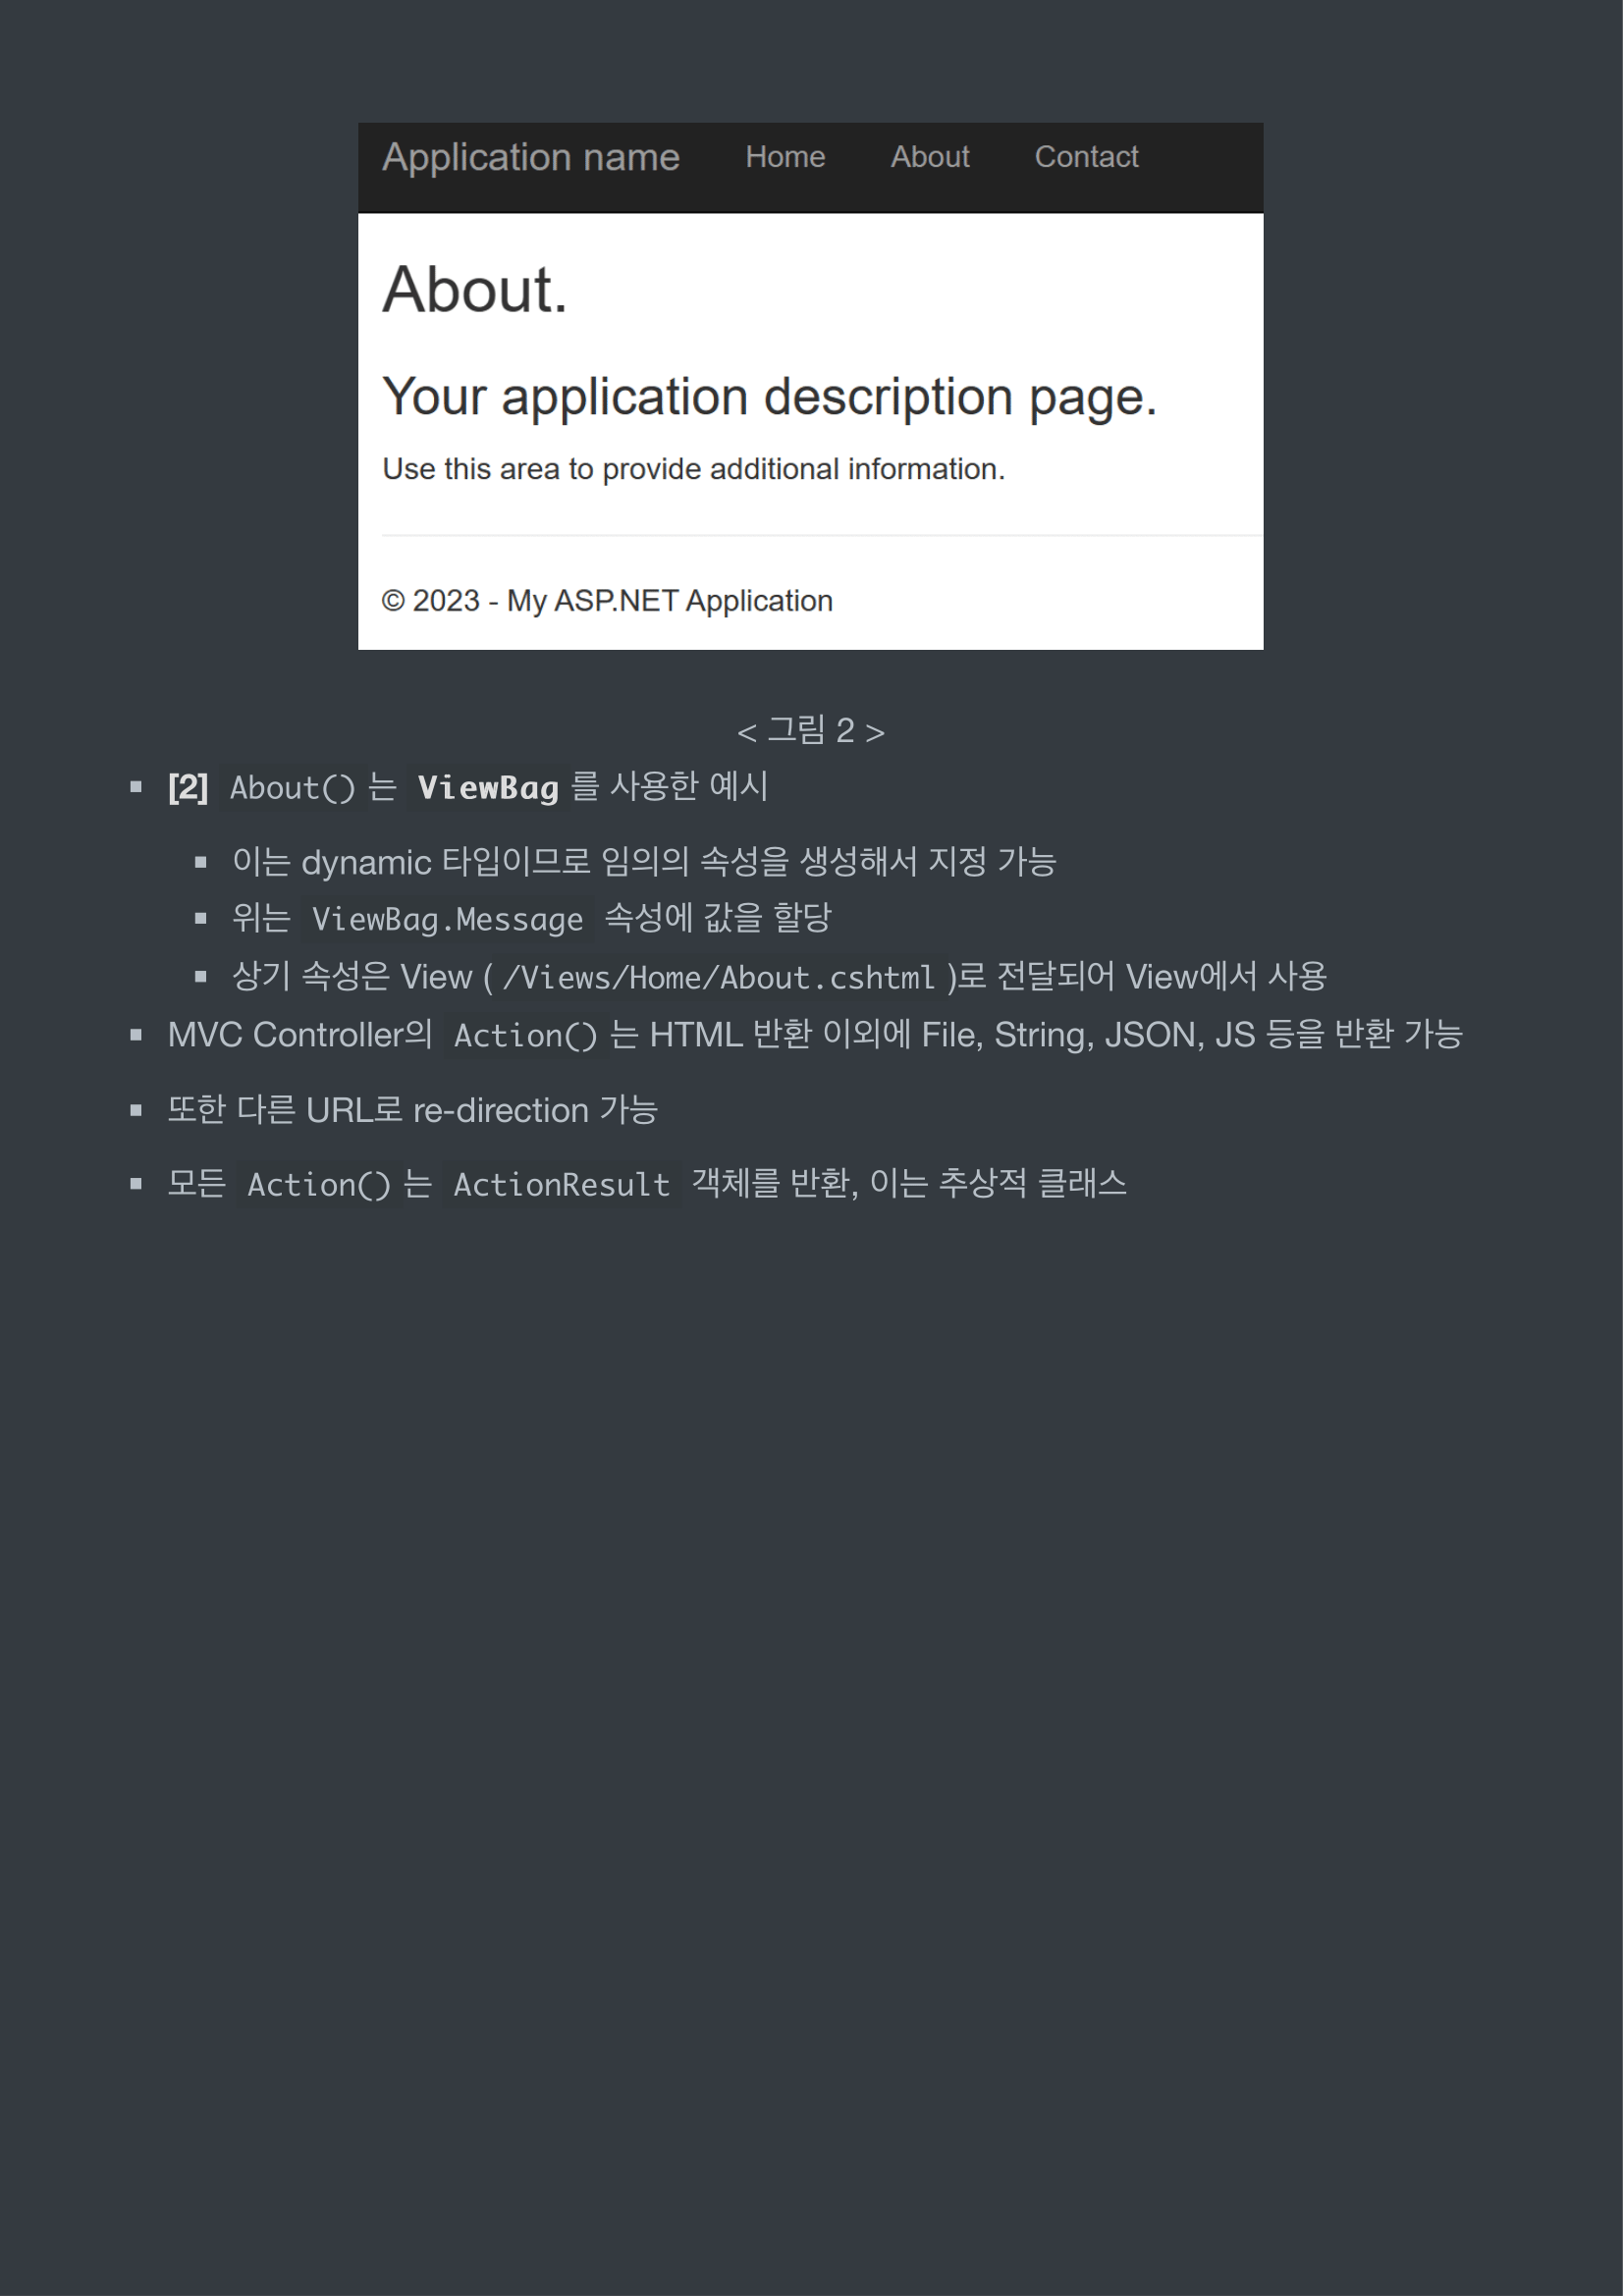 Application name Home About Contact
About.
Your application description page.
Use this area to provide additional information.
© 2023 - My ASP.NET Application
< 그림 2 >
▪ [2] About() 는 ViewBag를 사용한 예시
▪ 이는 dynamic 타입이므로 임의의 속성을 생성해서 지정 가능
▪ 위는 ViewBag.Message 속성에 값을 할당
▪ 상기 속성은 View ( /Views/Home/About.cshtml )로 전달되어 View에서 사용
▪ MVC Controller의 Action() 는 HTML 반환 이외에 File, String, JSON, JS 등을 반환 가능
▪ 또한 다른 URL로 re-direction 가능
▪ 모든 Action() 는 ActionResult 객체를 반환, 이는 추상적 클래스